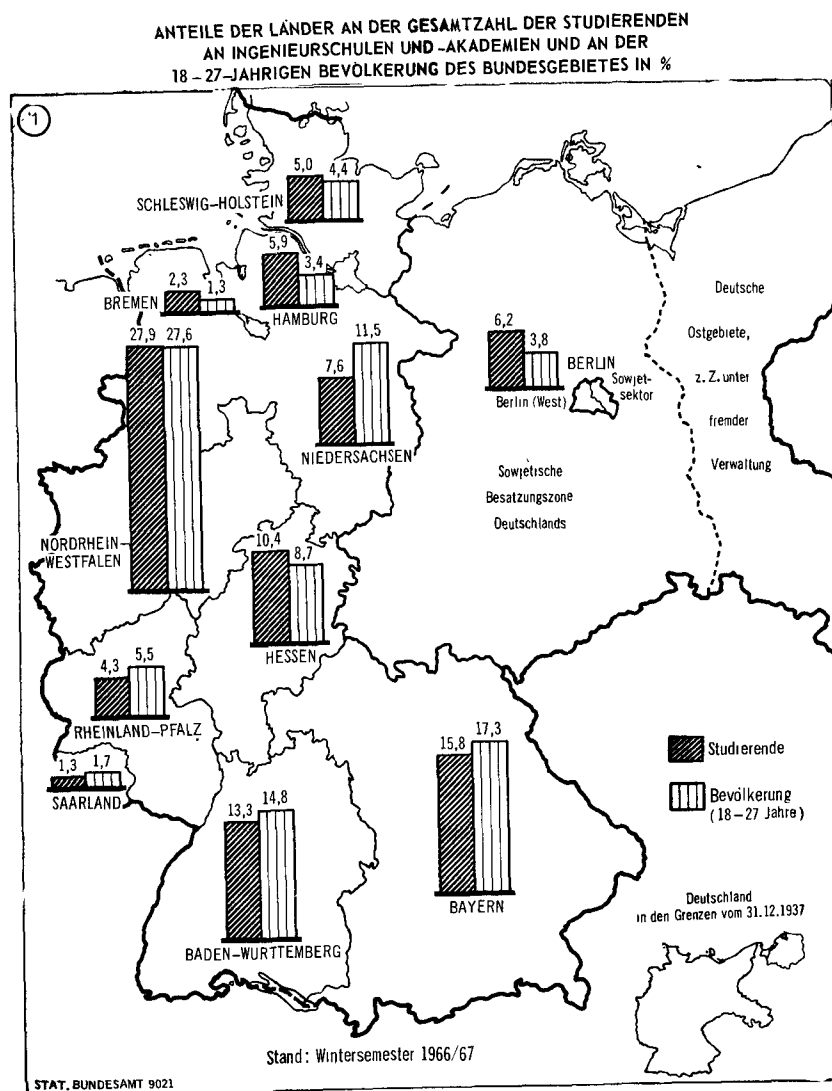 ANTEILE DER LÄNDER AN DER GESAMTZAHL DER STUDIERENDEN
AN INGENIEURSCHULEN UND -AKADEMIEN UND AN DER
18 – 27-JÄHRIGEN BEVÖLKERUNG DES BUNDESGEBIETES IN %
5,0
4,4
SCHLESWIG-HOLSTEIN
5,9
3,4
HAMBURG
2,3
1,3
BREMEN
27,9
27,6
NORDRHEIN-
WESTFALEN
7,6
11,5
NIEDERSACHSEN
6,2
3,8
BERLIN
Berlin (West)
Sowjet-
sektor
Deutsche
Ostgebiete,
z. Z. unter
fremder
Verwaltung
Sowjetische
Besatzungszone
Deutschlands
10,4
8,7
HESSEN
4,3
5,5
RHEINLAND-PFALZ
1,3
1,7
SAARLAND
13,3
14,8
BADEN-WÜRTTEMBERG
15,8
17,3
BAYERN
Studierende
Bevölkerung
(18 – 27 Jahre)
Deutschland
in den Grenzen vom 31.12.1937
Stand: Wintersemester 1966/67
STAT. BUNDESAMT 9021